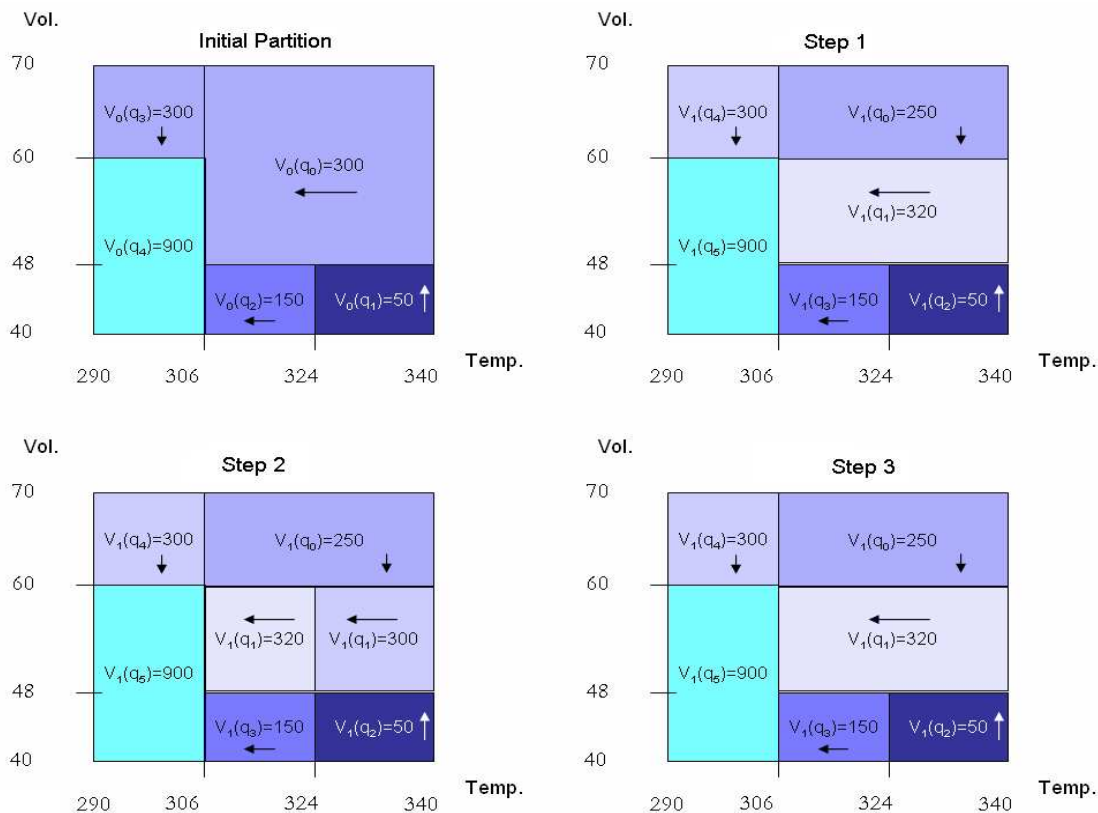 Vol.
Initial Partition
70
V₀(q₃)=300
60
V₀(q₀)=300
V₀(q₄)=900
48
V₀(q₂)=150
V₀(q₁)=50
40
Temp.
290
306
324
340
Vol.
Step 1
70
V₁(q₄)=300
V₁(q₀)=250
60
V₁(q₁)=320
V₁(q₅)=900
48
V₁(q₃)=150
V₁(q₂)=50
40
Temp.
290
306
324
340
Vol.
Step 2
70
V₁(q₄)=300
V₁(q₀)=250
60
V₁(q₁)=320
V₁(q₁)=300
V₁(q₅)=900
48
V₁(q₃)=150
V₁(q₂)=50
40
Temp.
290
306
324
340
Vol.
Step 3
70
V₁(q₄)=300
V₁(q₀)=250
60
V₁(q₁)=320
V₁(q₅)=900
48
V₁(q₃)=150
V₁(q₂)=50
40
Temp.
290
306
324
340